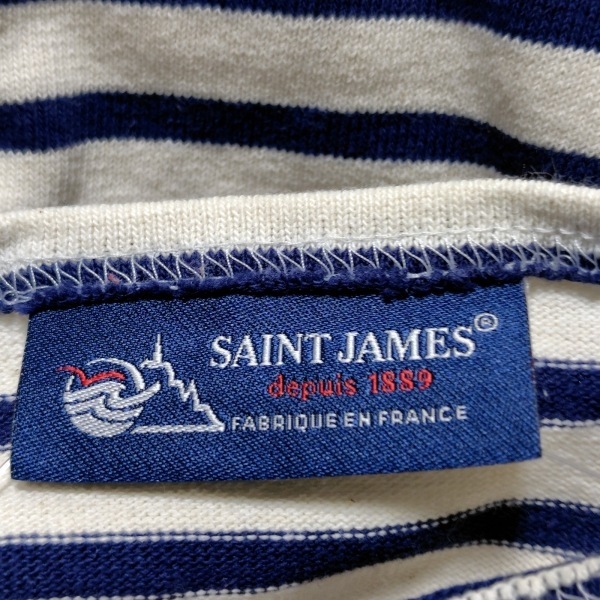 SAINT JAMES®
depuis 1889
FABRIQUE EN FRANCE